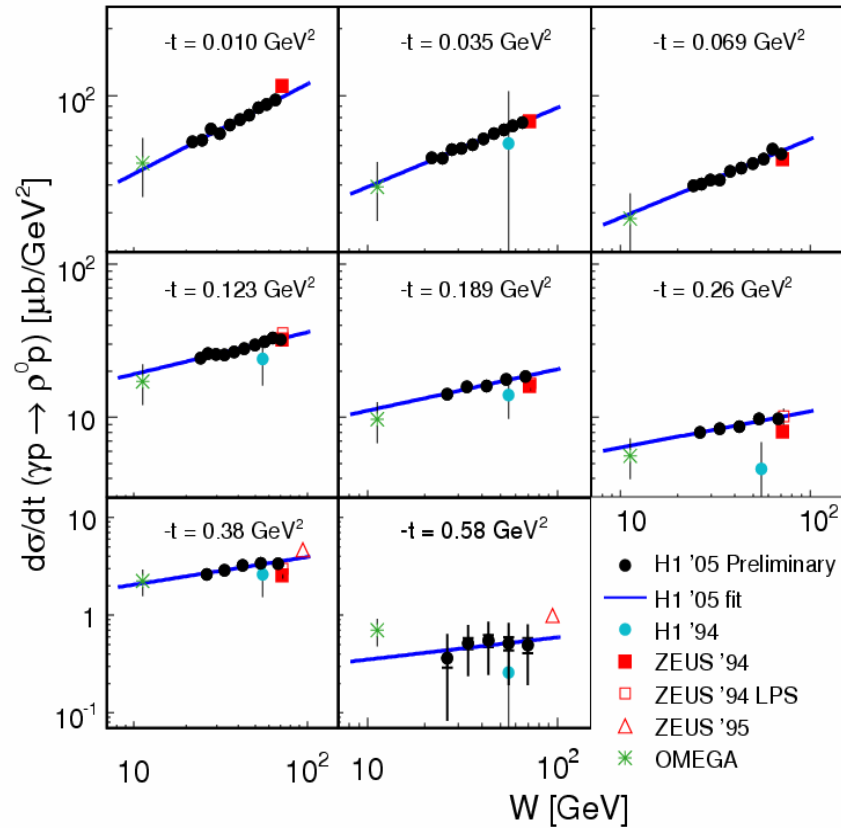 dσ/dt (γp → ρ⁰p) [μb/GeV²]
-t = 0.010 GeV²
-t = 0.035 GeV²
-t = 0.069 GeV²
10²
-t = 0.123 GeV²
-t = 0.189 GeV²
-t = 0.26 GeV²
10²
10
-t = 0.38 GeV²
-t = 0.58 GeV²
10
1
10⁻¹
10
10²
10
10²
10
10²
H1 '05 Preliminary
H1 '05 fit
H1 '94
ZEUS '94
ZEUS '94 LPS
ZEUS '95
OMEGA
W [GeV]